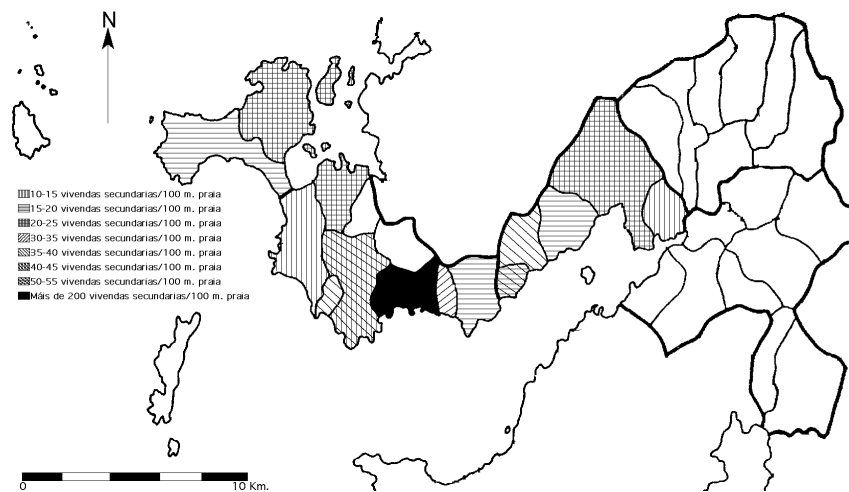 N
10-15 vivendas secundarias/100 m. praia
15-20 vivendas secundarias/100 m. praia
20-25 vivendas secundarias/100 m. praia
30-35 vivendas secundarias/100 m. praia
35-40 vivendas secundarias/100 m. praia
40-45 vivendas secundarias/100 m. praia
50-55 vivendas secundarias/100 m. praia
Máis de 200 vivendas secundarias/100 m. praia
0 10 Km.